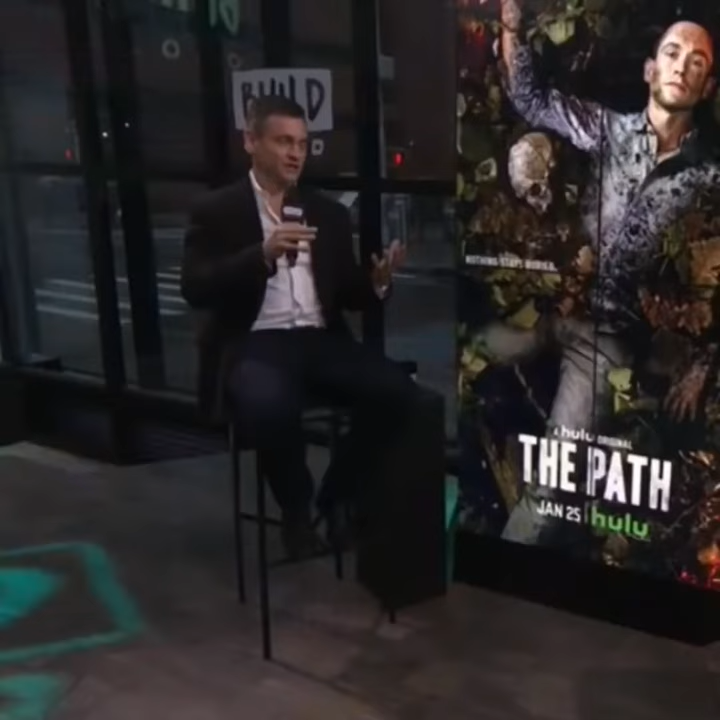 BUILD
NOTHING STAYS BURIED.
A hulu ORIGINAL
THE PATH
JAN 25 | hulu